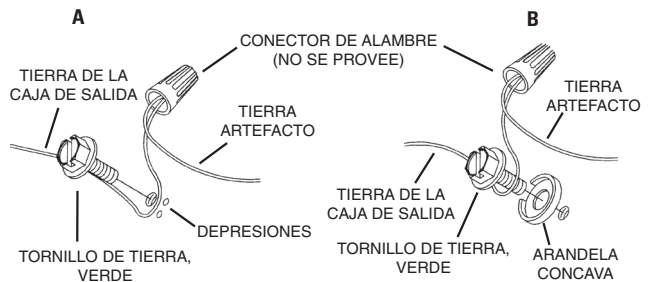 A
B
CONECTOR DE ALAMBRE
(NO SE PROVEE)
TIERRA DE LA
CAJA DE SALIDA
TIERRA
ARTEFACTO
DEPRESIONES
TORNILLO DE TIERRA,
VERDE
TIERRA
ARTEFACTO
TIERRA DE LA
CAJA DE SALIDA
TORNILLO DE TIERRA,
VERDE
ARANDELA
CONCAVA